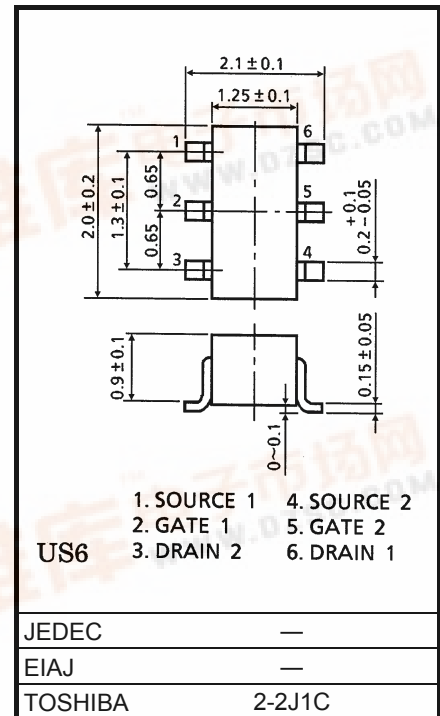 2.1±0.1
1.25±0.1
1
6
2
5
3
4
2.0±0.2
1.3±0.1
0.65
0.65
+0.1
0.2-0.05
0.9±0.1
0.15±0.05
0~0.1
1. SOURCE 1 4. SOURCE 2
2. GATE 1 5. GATE 2
US6 3. DRAIN 2 6. DRAIN 1
JEDEC —
EIAJ —
TOSHIBA 2-2J1C